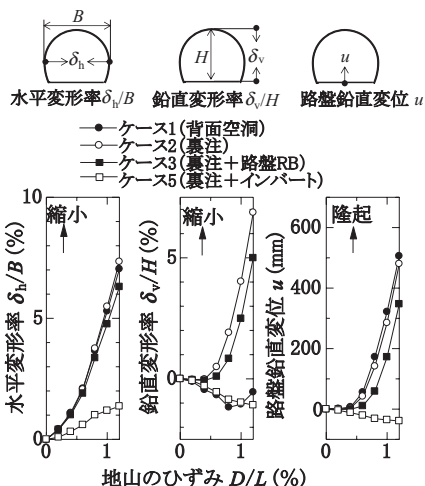 B
δh
H
δv
u
水平変形率δh/B
鉛直変形率δv/H
路盤鉛直変位 u
ケース1(背面空洞)
ケース2(裏注)
ケース3(裏注＋路盤RB)
ケース5(裏注＋インバート)
水平変形率 δh/B (%)
10
5
0
縮小
0
1
鉛直変形率 δv/H (%)
5
0
縮小
0
1
路盤鉛直変位 u (mm)
600
400
200
0
隆起
0
1
地山のひずみ D/L (%)